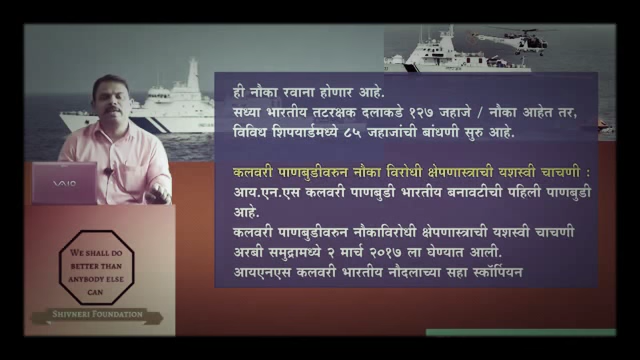 ही नौका रवाना होणार आहे.
सध्या भारतीय तटरक्षक दलाकडे १२७ जहाजे / नौका आहेत तर,
विविध शिपयार्डमध्ये ८५ जहाजांची बांधणी सुरु आहे.
कलवरी पाणबुडीवरुन नौका विरोधी क्षेपणास्त्राची यशस्वी चाचणी :
आय.एन.एस कलवरी पाणबुडी भारतीय बनावटीची पहिली पाणबुडी
आहे.
कलवरी पाणबुडीवरुन नौकाविरोधी क्षेपणास्त्राची यशस्वी चाचणी
अरबी समुद्रामध्ये २ मार्च २०१७ ला घेण्यात आली.
आयएनएस कलवरी भारतीय नौदलाच्या सहा स्कॉर्पियन
VAIO
WE SHALL DO
BETTER THAN
ANYBODY ELSE
CAN
SHIVNERI FOUNDATION